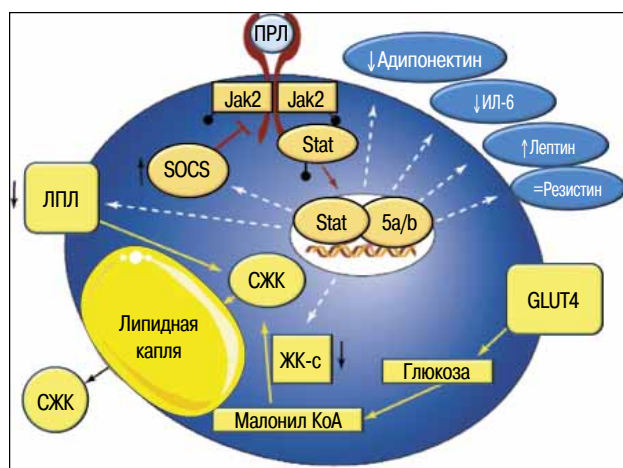 ПРЛ
↓Адипонектин
Jak2 Jak2
↓ИЛ-6
Stat
↑Лептин
↑ SOCS
=Резистин
↓ ЛПЛ
Stat 5a/b
СЖК
GLUT4
Липидная
капля
ЖК-с ↓
Глюкоза
СЖК
Малонил КоА